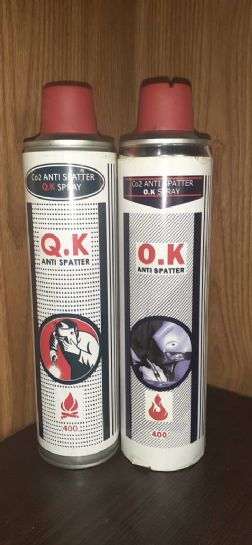 Co2 ANTI SPATTER
Q.K SPRAY
Q.K
ANTI SPATTER
400
Co2 ANTI SPATTER
O.K SPRAY
O.K
ANTI SPATTER
400